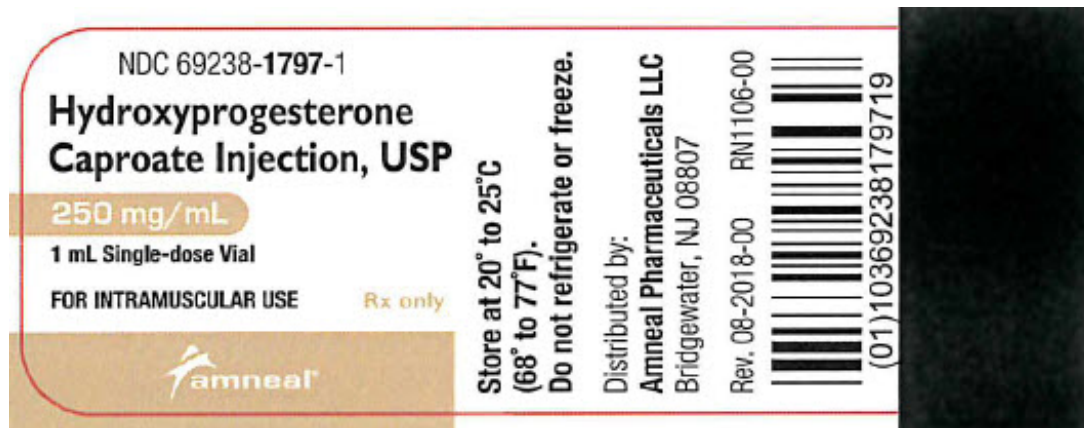 NDC 69238-1797-1
Hydroxyprogesterone
Caproate Injection, USP
250 mg/mL
1 mL Single-dose Vial
FOR INTRAMUSCULAR USE Rx only
amneal®
Store at 20° to 25°C
(68° to 77°F).
Do not refrigerate or freeze.
Distributed by:
Amneal Pharmaceuticals LLC
Bridgewater, NJ 08807
Rev. 08-2018-00 RN1106-00
(01)10369238179719